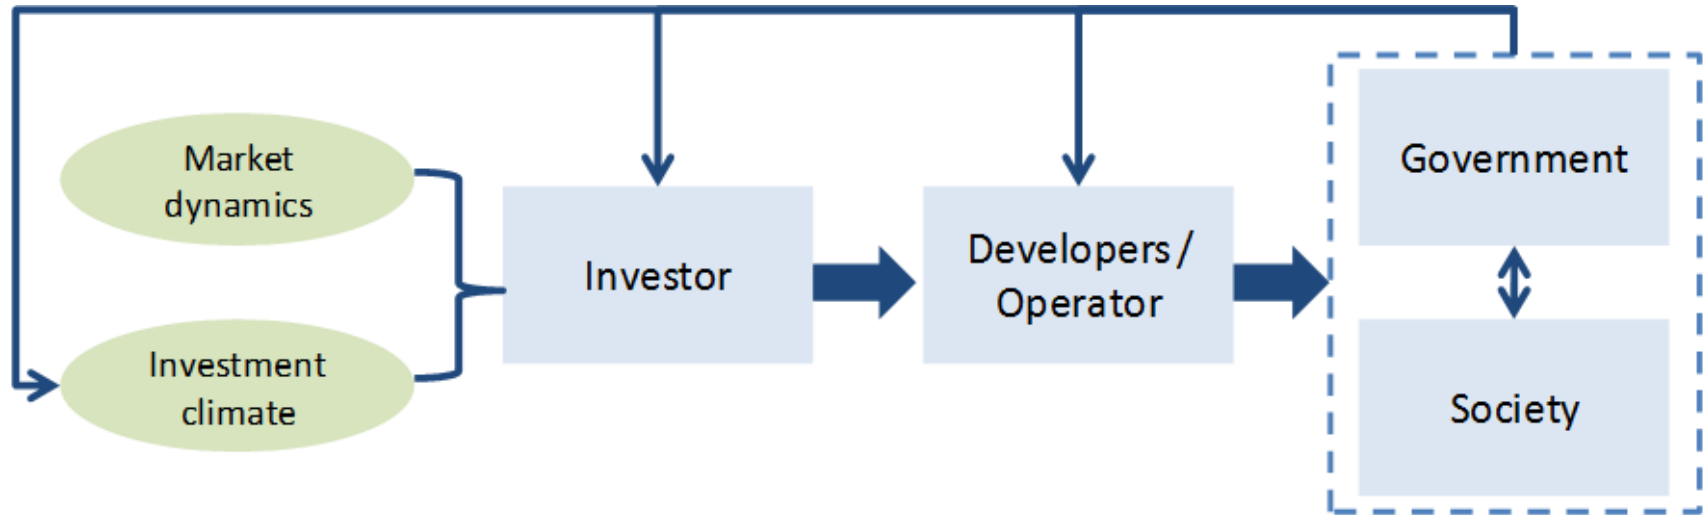 Market
dynamics
Investment
climate
Investor
Developers /
Operator
Government
Society